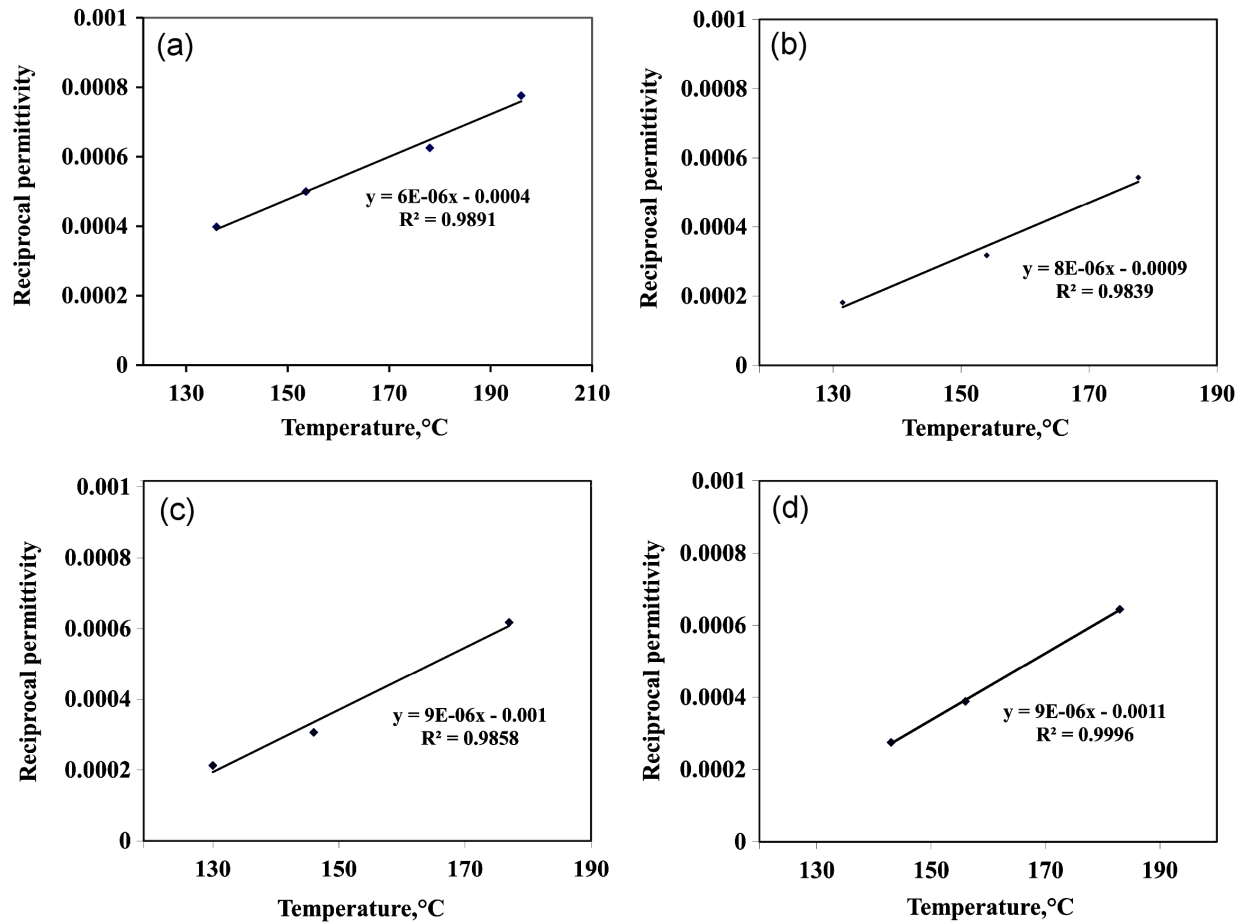 (a)
0.001
0.0008
0.0006
0.0004
0.0002
0
Reciprocal permittivity
y = 6E-06x - 0.0004
R² = 0.9891
130 150 170 190 210
Temperature,°C
(b)
0.001
0.0008
0.0006
0.0004
0.0002
0
Reciprocal permittivity
y = 8E-06x - 0.0009
R² = 0.9839
130 150 170 190
Temperature,°C
(c)
0.001
0.0008
0.0006
0.0004
0.0002
0
Reciprocal permittivity
y = 9E-06x - 0.001
R² = 0.9858
130 150 170 190
Temperature,°C
(d)
0.001
0.0008
0.0006
0.0004
0.0002
0
Reciprocal permittivity
y = 9E-06x - 0.0011
R² = 0.9996
130 150 170 190
Temperature,°C